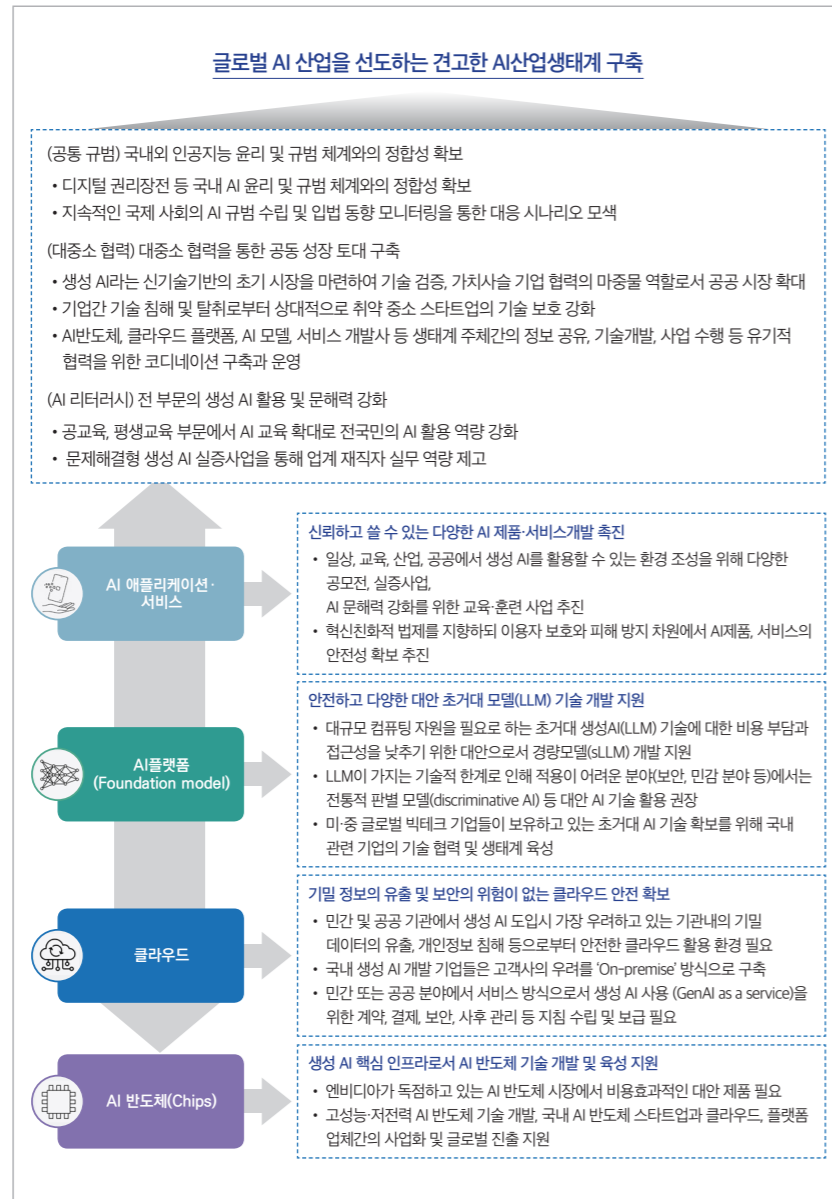 글로벌 AI 산업을 선도하는 견고한 AI산업생태계 구축
(공통 규범) 국내외 인공지능 윤리 및 규범 체계와의 정합성 확보
• 디지털 권리장전 등 국내 AI 윤리 및 규범 체계와의 정합성 확보
• 지속적인 국제 사회의 AI 규범 수립 및 입법 동향 모니터링을 통한 대응 시나리오 모색
(대중소 협력) 대중소 협력을 통한 공동 성장 토대 구축
• 생성 AI라는 신기술기반의 초기 시장을 마련하여 기술 검증, 가치사슬 기업 협력의 마중물 역할로서 공공 시장 확대
• 기업간 기술 침해 및 탈취로부터 상대적으로 취약 중소 스타트업의 기술 보호 강화
• AI반도체, 클라우드 플랫폼, AI 모델, 서비스 개발사 등 생태계 주체간의 정보 공유, 기술개발, 사업 수행 등 유기적
협력을 위한 코디네이션 구축과 운영
(AI 리터러시) 전 부문의 생성 AI 활용 및 문해력 강화
• 공교육, 평생교육 부문에서 AI 교육 확대로 전국민의 AI 활용 역량 강화
• 문제해결형 생성 AI 실증사업을 통해 업계 재직자 실무 역량 제고
AI 애플리케이션·
서비스
신뢰하고 쓸 수 있는 다양한 AI 제품·서비스개발 촉진
• 일상, 교육, 산업, 공공에서 생성 AI를 활용할 수 있는 환경 조성을 위해 다양한
공모전, 실증사업,
AI 문해력 강화를 위한 교육·훈련 사업 추진
• 혁신친화적 법제를 지향하되 이용자 보호와 피해 방지 차원에서 AI제품, 서비스의
안전성 확보 추진
AI플랫폼
(Foundation model)
안전하고 다양한 대안 초거대 모델(LLM) 기술 개발 지원
• 대규모 컴퓨팅 자원을 필요로 하는 초거대 생성AI(LLM) 기술에 대한 비용 부담과
접근성을 낮추기 위한 대안으로서 경량모델(sLLM) 개발 지원
• LLM이 가지는 기술적 한계로 인해 적용이 어려운 분야(보안, 민감 분야 등)에서는
전통적 판별 모델(discriminative AI) 등 대안 AI 기술 활용 권장
• 미·중 글로벌 빅테크 기업들이 보유하고 있는 초거대 AI 기술 확보를 위해 국내
관련 기업의 기술 협력 및 생태계 육성
클라우드
기밀 정보의 유출 및 보안의 위험이 없는 클라우드 안전 확보
• 민간 및 공공 기관에서 생성 AI 도입시 가장 우려하고 있는 기관내의 기밀
데이터의 유출, 개인정보 침해 등으로부터 안전한 클라우드 활용 환경 필요
• 국내 생성 AI 개발 기업들은 고객사의 우려를 ‘On-premise’ 방식으로 구축
• 민간 또는 공공 분야에서 서비스 방식으로서 생성 AI 사용 (GenAI as a service)을
위한 계약, 결제, 보안, 사후 관리 등 지침 수립 및 보급 필요
AI 반도체(Chips)
생성 AI 핵심 인프라로서 AI 반도체 기술 개발 및 육성 지원
• 엔비디아가 독점하고 있는 AI 반도체 시장에서 비용효과적인 대안 제품 필요
• 고성능·저전력 AI 반도체 기술 개발, 국내 AI 반도체 스타트업과 클라우드, 플랫폼
업체간의 사업화 및 글로벌 진출 지원